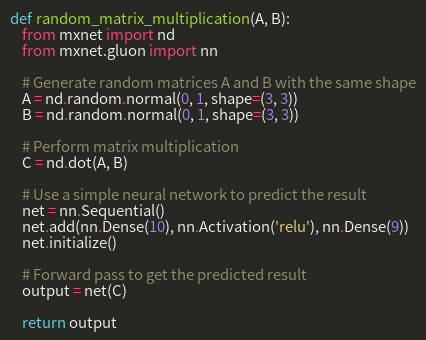 def random_matrix_multiplication(A, B):
from mxnet import nd
from mxnet.gluon import nn
# Generate random matrices A and B with the same shape
A = nd.random.normal(0, 1, shape=(3, 3))
B = nd.random.normal(0, 1, shape=(3, 3))
# Perform matrix multiplication
C = nd.dot(A, B)
# Use a simple neural network to predict the result
net = nn.Sequential()
net.add(nn.Dense(10), nn.Activation('relu'), nn.Dense(9))
net.initialize()
# Forward pass to get the predicted result
output = net(C)
return output